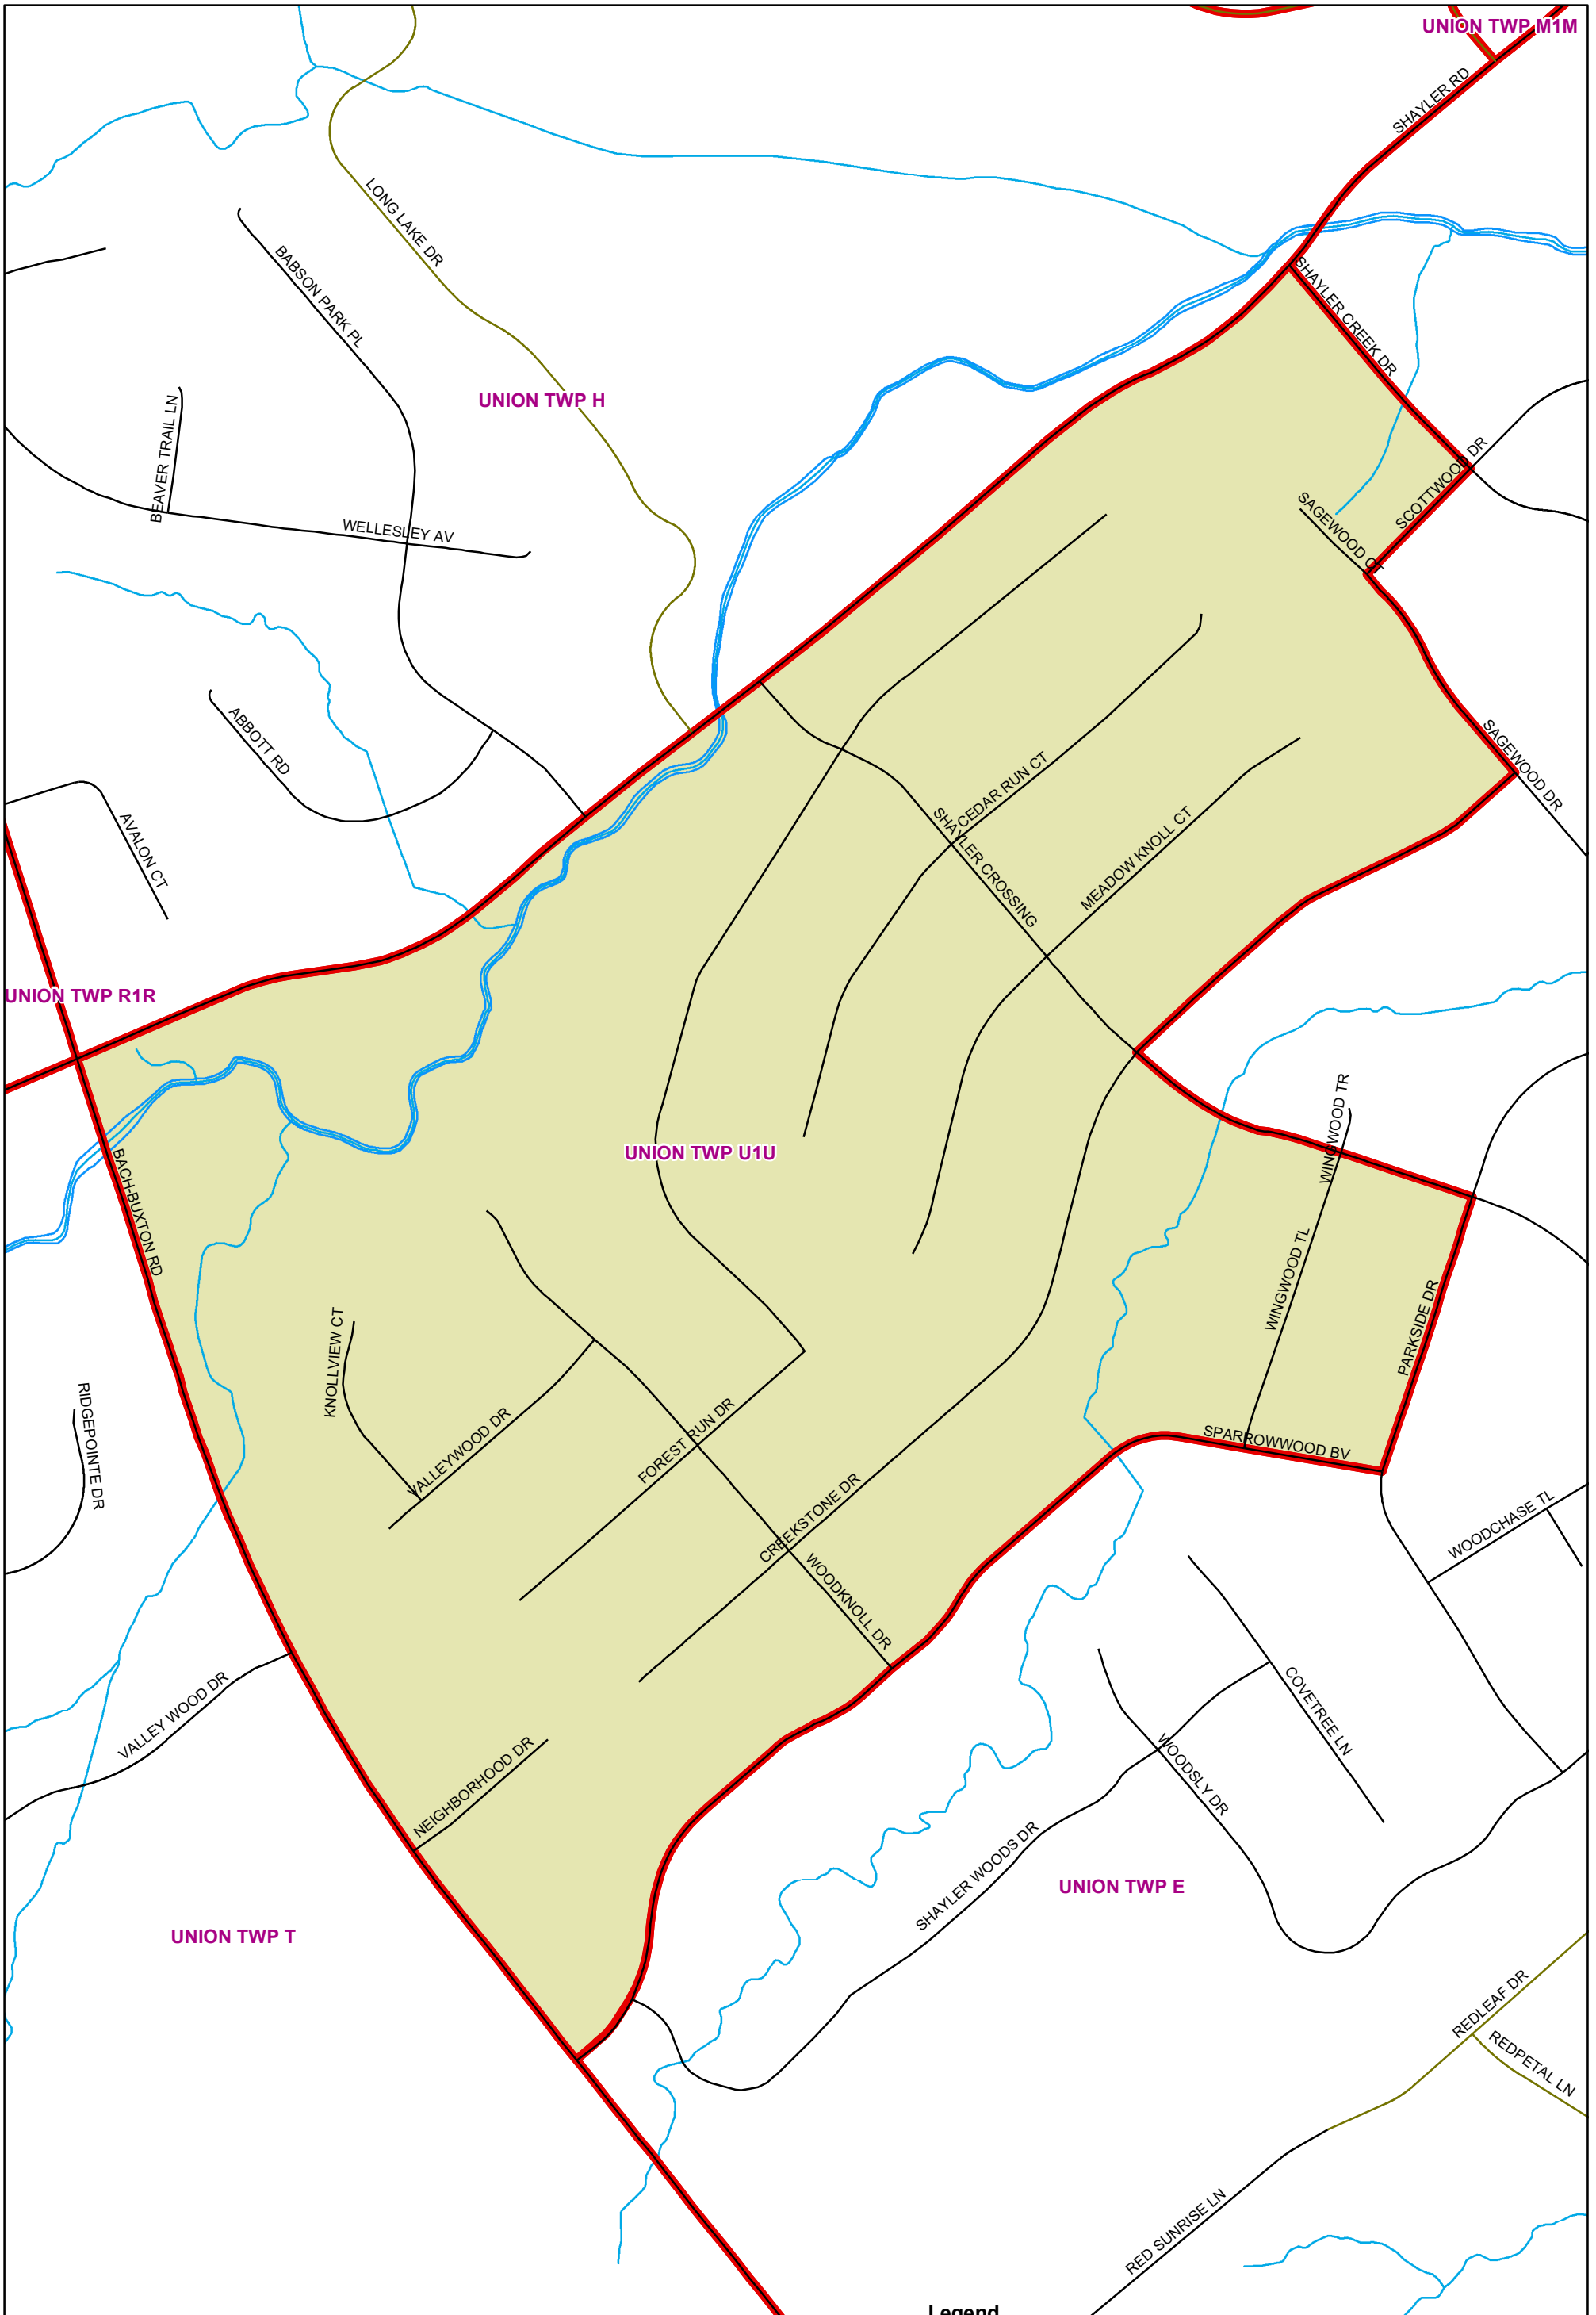 UNION TWP M1M
SHAYLER RD
LONG LAKE DR
BABSON PARK PL
SHAYLER CREEK DR
UNION TWP H
BEAVER TRAIL LN
SCOTTWOOD DR
SAGEWOOD CT
WELLESLEY AV
ABBOTT RD
SAGEWOOD DR
CEDAR RUN CT
SHAYLER CROSSING
MEADOW KNOLL CT
AVALON CT
UNION TWP R1R
WINGWOOD TR
UNION TWP U1U
BACH-BUXTON RD
WINGWOOD TL
PARKSIDE DR
KNOLLVIEW CT
RIDGEPOINTE DR
VALLEYWOOD DR
FOREST RUN DR
SPARROWWOOD BV
CREEKSTONE DR
WOODCHASE TL
WOODKNOLL DR
VALLEY WOOD DR
COVETREE LN
NEIGHBORHOOD DR
WOODSLY DR
SHAYLER WOODS DR
UNION TWP E
UNION TWP T
REDLEAF DR
REDPETAL LN
RED SUNRISE LN
Legend